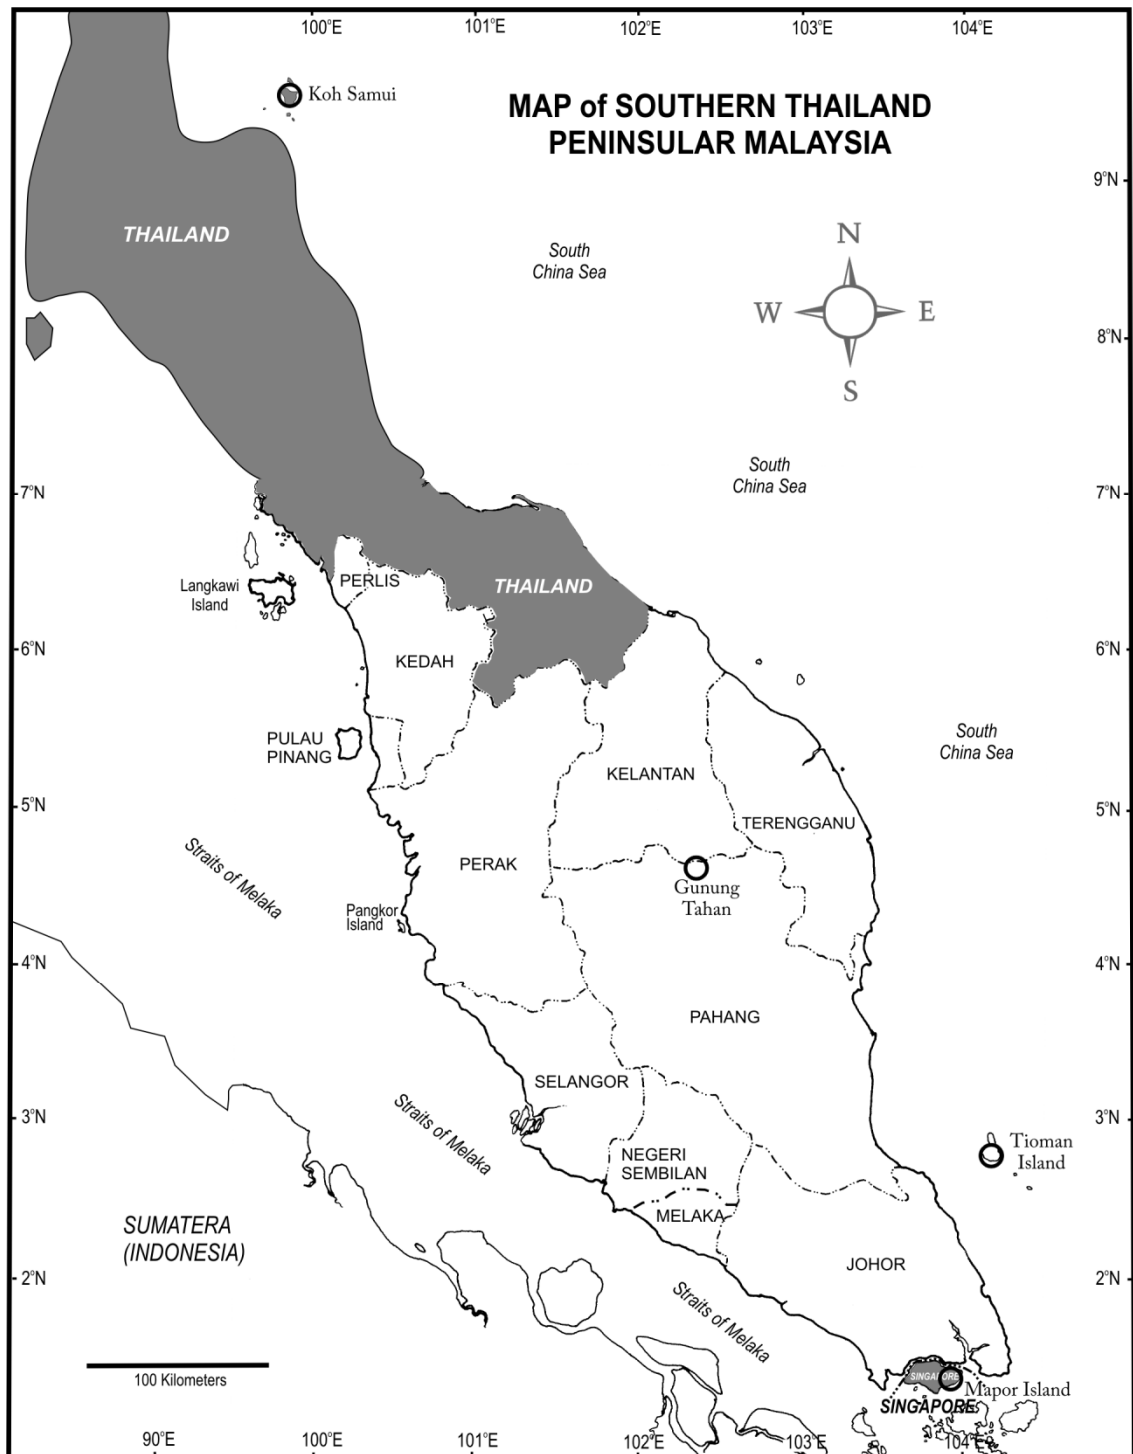 100°E 101°E 102°E 103°E 104°E
Koh Samui
MAP of SOUTHERN THAILAND
PENINSULAR MALAYSIA
9°N
THAILAND
South
China Sea
N
W E
S
8°N
South
China Sea
7°N 7°N
THAILAND
PERLIS
Langkawi
Island
6°N 6°N
KEDAH
South
China Sea
PULAU
PINANG
KELANTAN
5°N 5°N
TERENGGANU
Straits of Melaka
PERAK
Gunung
Tahan
Pangkor
Island
4°N 4°N
PAHANG
SELANGOR
Straits of Melaka
3°N 3°N
Tioman
Island
NEGERI
SEMBILAN
MELAKA
SUMATERA
(INDONESIA)
JOHOR
2°N 2°N
Straits of Melaka
100 Kilometers
SINGAPORE
Mapor Island
SINGAPORE
90°E 100°E 101°E 102°E 103°E 104°E